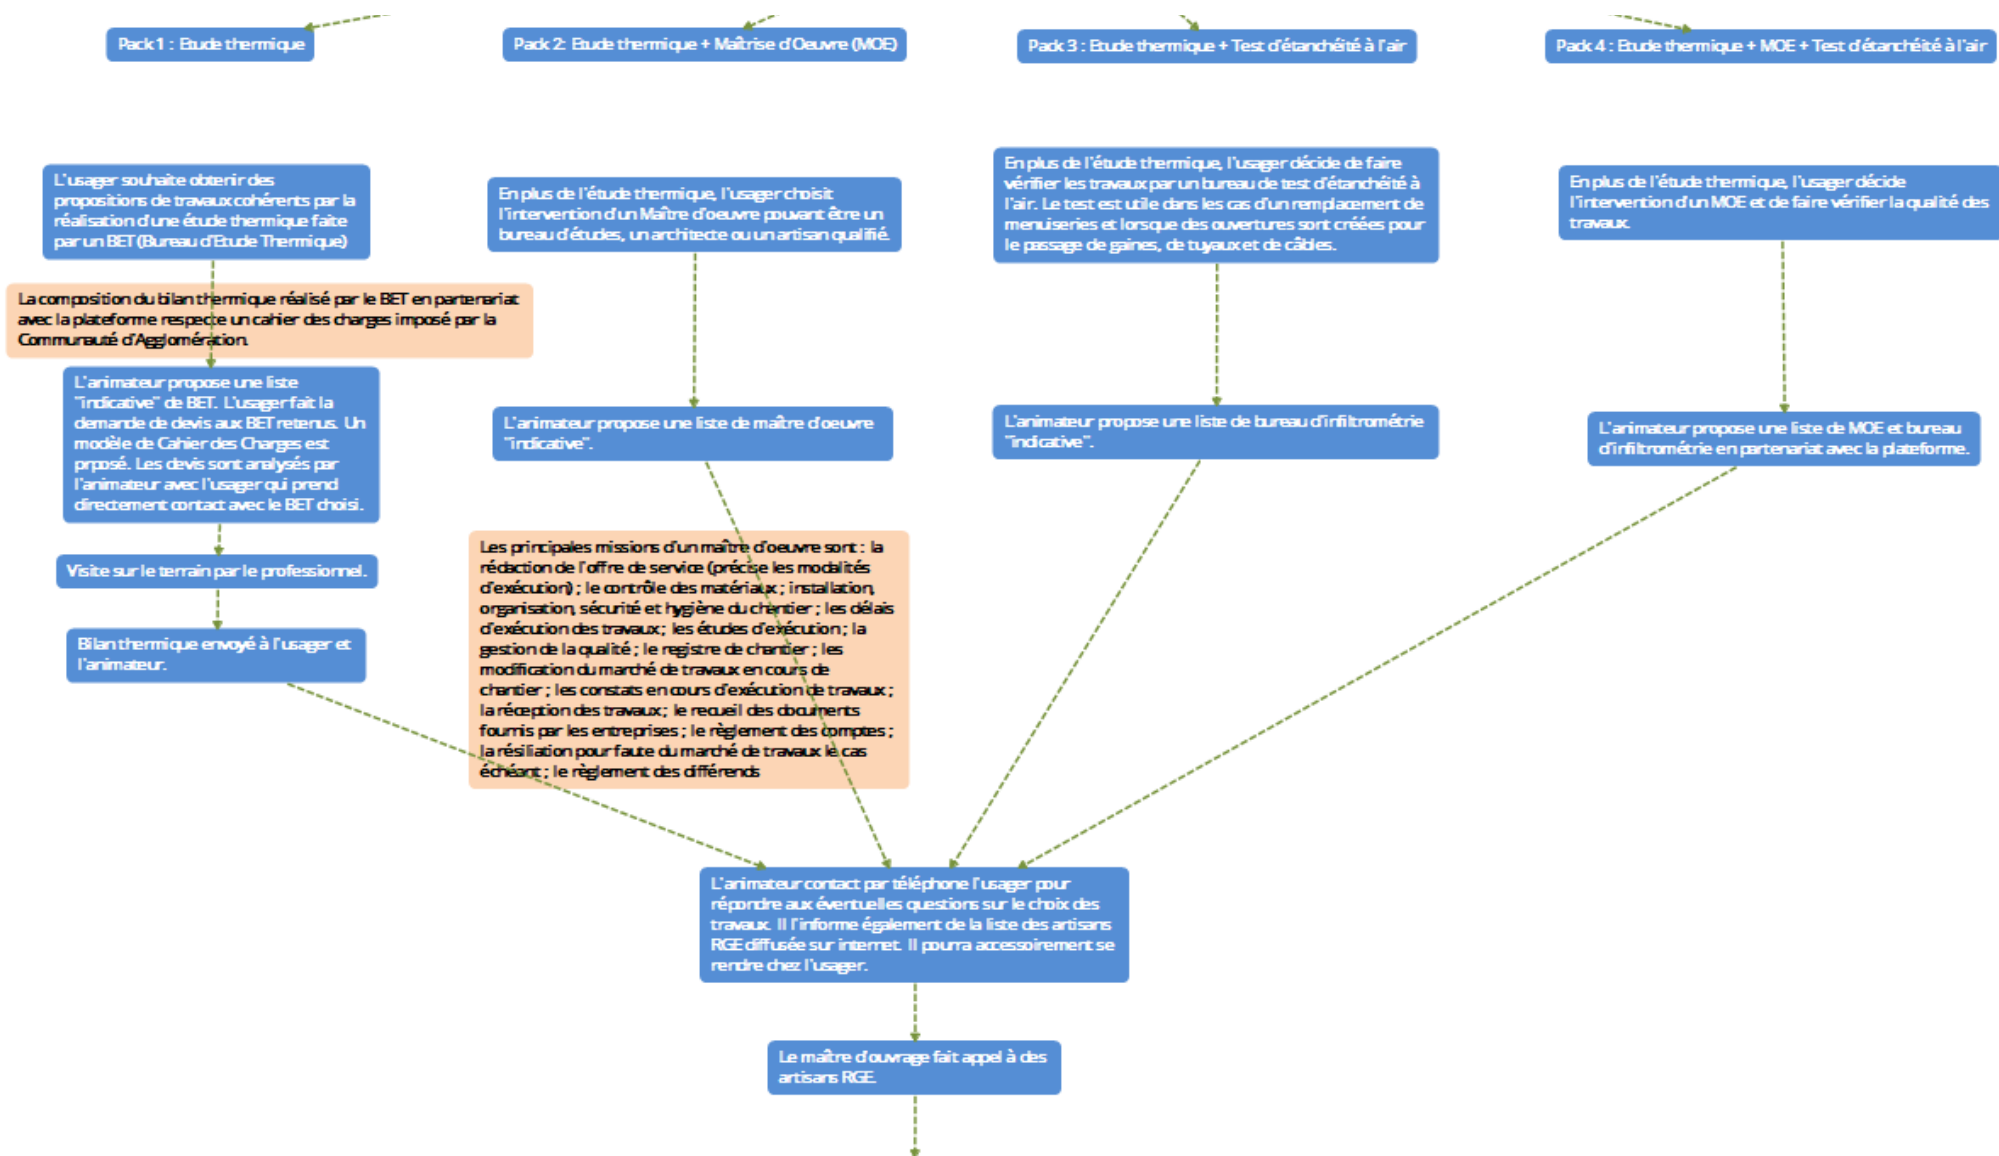 Pack 1 : Etude thermique
Pack 2: Etude thermique + Maîtrise d'Oeuvre (MOE)
Pack 3 : Etude thermique + Test d'étanchéité à l'air
Pack 4 : Etude thermique + MOE + Test d'étanchéité à l'air
L'usager souhaite obtenir des
propositions de travaux cohérents par la
réalisation d'une étude thermique faite
par un BET (Bureau d'Etude Thermique)
En plus de l'étude thermique, l'usager choisit
l'intervention d'un Maître d'oeuvre pouvant être un
bureau d'études, un architecte ou un artisan qualifié.
En plus de l'étude thermique, l'usager décide de faire
vérifier les travaux par un bureau de test d'étanchéité à
l'air. Le test est utile dans les cas d'un remplacement de
menuiseries et lorsque des ouvertures sont créées pour
le passage de gaines, de tuyaux et de câbles.
En plus de l'étude thermique, l'usager décide
l'intervention d'un MOE et de faire vérifier la qualité des
travaux.
La composition du bilan thermique réalisé par le BET en partenariat
avec la plateforme respecte un cahier des charges imposé par la
Communauté d'Agglomération.
L'animateur propose une liste
"indicative" de BET. L'usager fait la
demande de devis aux BET retenus. Un
modèle de Cahier des Charges est
prposé. Les devis sont analysés par
l'animateur avec l'usager qui prend
directement contact avec le BET choisi.
L'animateur propose une liste de maître d'oeuvre
"indicative".
L'animateur propose une liste de bureau d'infiltrométrie
"indicative".
L'animateur propose une liste de MOE et bureau
d'infiltrométrie en partenariat avec la plateforme.
Visite sur le terrain par le professionnel.
Bilan thermique envoyé à l'usager et
l'animateur.
Les principales missions d'un maître d'oeuvre sont : la
rédaction de l'offre de service (précise les modalités
d'exécution) ; le contrôle des matériaux ; installation,
organisation, sécurité et hygiène du chantier ; les délais
d'exécution des travaux ; les études d'exécution ; la
gestion de la qualité ; le registre de chantier ; les
modification du marché de travaux en cours de
chantier ; les constats en cours d'exécution de travaux ;
la réception des travaux ; le recueil des documents
fournis par les entreprises ; le règlement des comptes ;
la résiliation pour faute du marché de travaux le cas
échéant ; le règlement des différends
L'animateur contact par téléphone l'usager pour
répondre aux éventuelles questions sur le choix des
travaux. Il l'informe également de la liste des artisans
RGE diffusée sur internet. Il pourra accessoirement se
rendre chez l'usager.
Le maître d'ouvrage fait appel à des
artisans RGE.